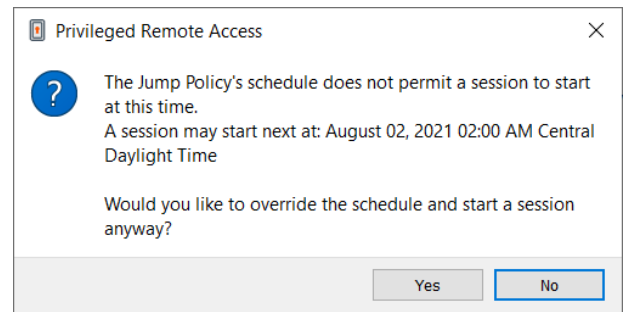 Privileged Remote Access
The Jump Policy's schedule does not permit a session to start
at this time.
A session may start next at: August 02, 2021 02:00 AM Central
Daylight Time
Would you like to override the schedule and start a session
anyway?
Yes
No